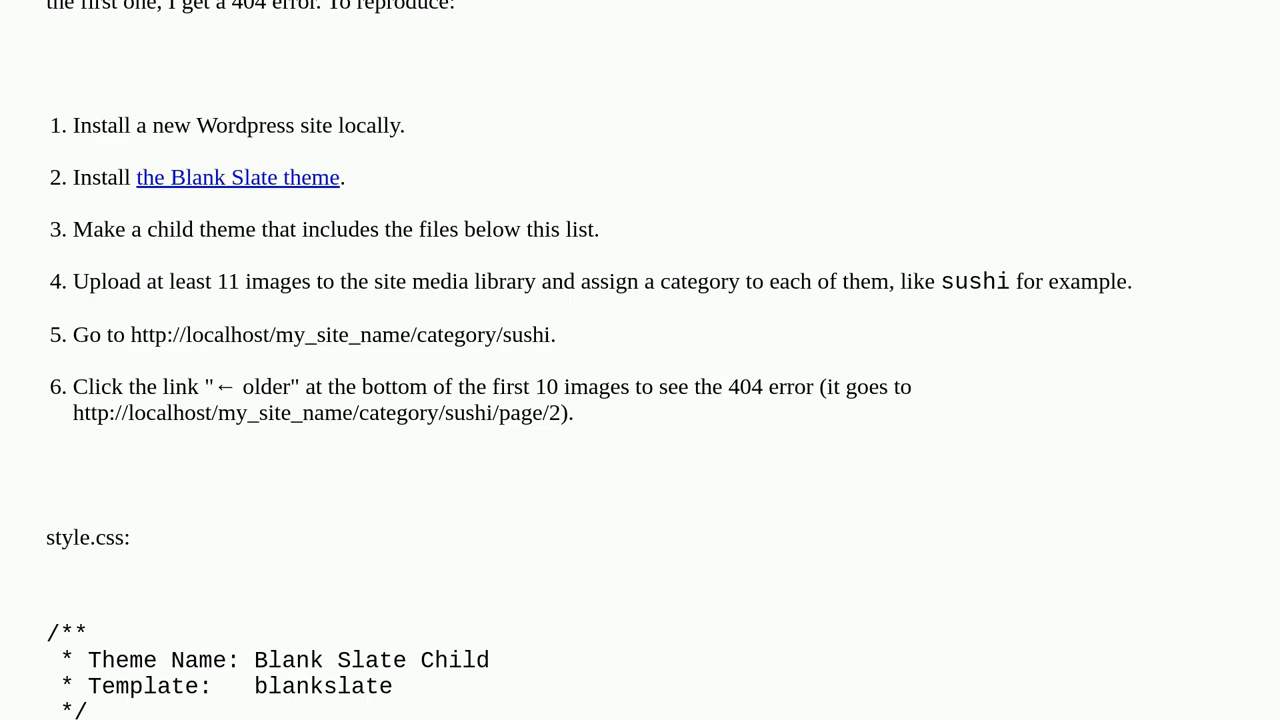 the first one, I get a 404 error. To reproduce:
1. Install a new Wordpress site locally.
2. Install the Blank Slate theme.
3. Make a child theme that includes the files below this list.
4. Upload at least 11 images to the site media library and assign a category to each of them, like sushi for example.
5. Go to http://localhost/my_site_name/category/sushi.
6. Click the link "← older" at the bottom of the first 10 images to see the 404 error (it goes to
http://localhost/my_site_name/category/sushi/page/2).
style.css:
/**
 * Theme Name: Blank Slate Child
 * Template:   blankslate
 */